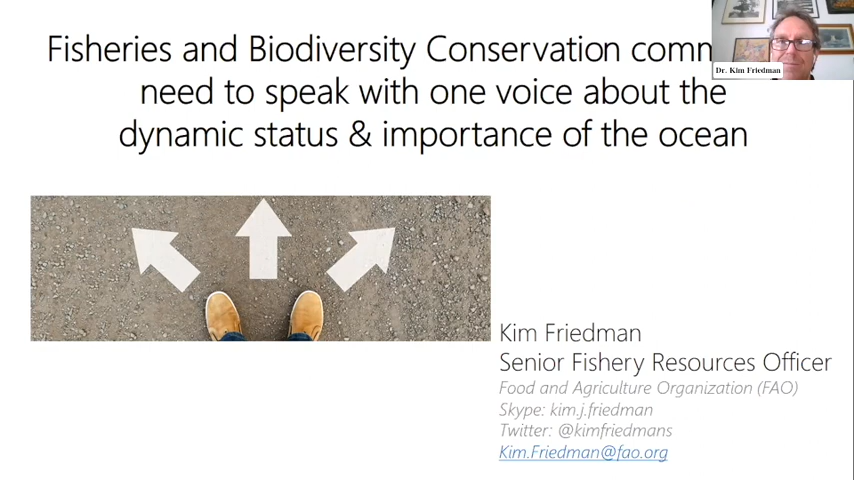 Fisheries and Biodiversity Conservation comm
need to speak with one voice about the
dynamic status & importance of the ocean
Dr. Kim Friedman
Kim Friedman
Senior Fishery Resources Officer
Food and Agriculture Organization (FAO)
Skype: kim.j.friedman
Twitter: @kimfriedmans
Kim.Friedman@fao.org